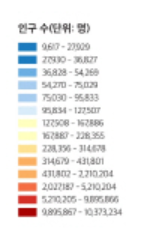 인구 수(단위: 명)
9,617 - 27,929
27,930 - 36,827
36,828 - 54,269
54,270 - 75,029
75,030 - 95,833
95,834 - 127,507
127,508 - 167,886
167,887 - 228,355
228,356 - 314,678
314,679 - 431,801
431,802 - 2,210,204
2,027,187 - 5,210,204
5,210,205 - 9,895,866
9,895,867 - 10,373,234